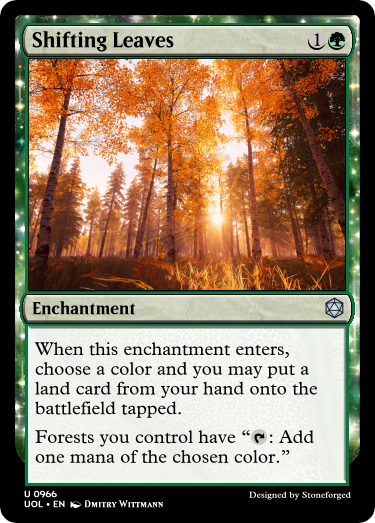 Shifting Leaves 1
Enchantment
When this enchantment enters,
choose a color and you may put a
land card from your hand onto the
battlefield tapped.
Forests you control have “: Add
one mana of the chosen color.”
U 0966
UOL • EN Dmitry Wittmann
Designed by Stoneforged